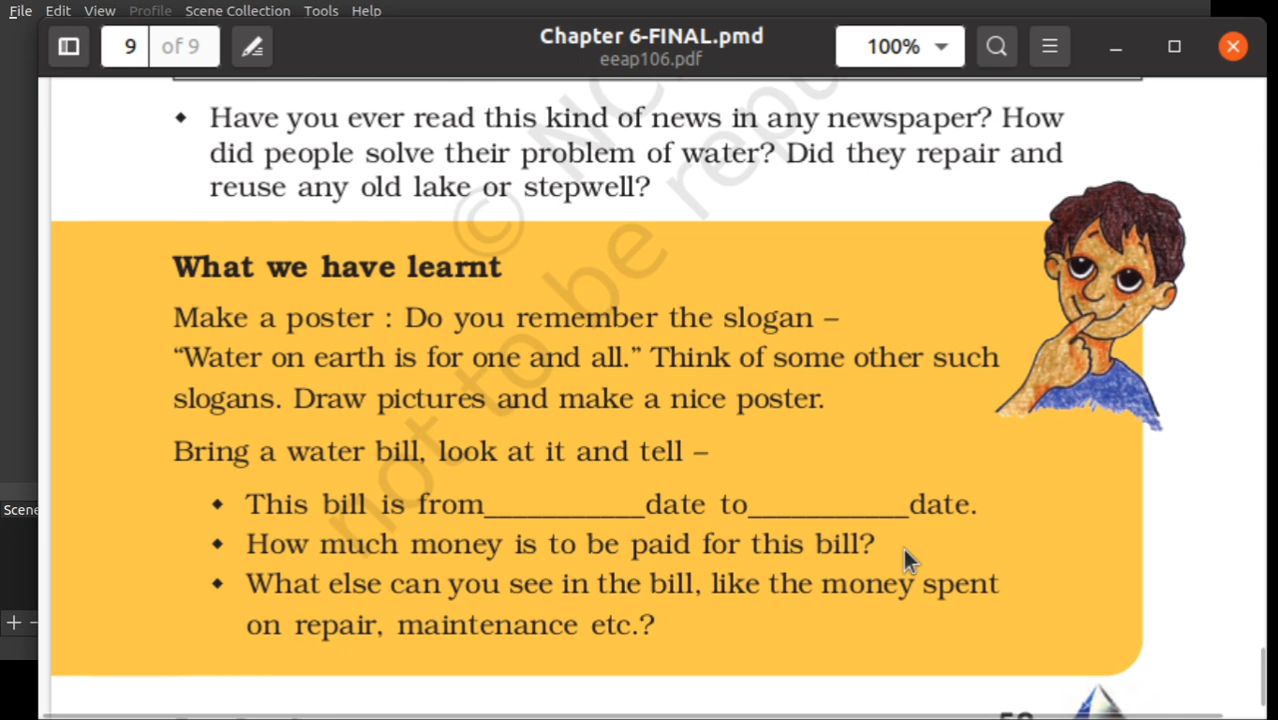 File Edit View Profile Scene Collection Tools Help
9 of 9
Chapter 6-FINAL.pmd
eeap106.pdf
100%
◆ Have you ever read this kind of news in any newspaper? How
did people solve their problem of water? Did they repair and
reuse any old lake or stepwell?
What we have learnt
Make a poster : Do you remember the slogan –
“Water on earth is for one and all.” Think of some other such
slogans. Draw pictures and make a nice poster.
Bring a water bill, look at it and tell –
◆ This bill is from__________date to__________date.
◆ How much money is to be paid for this bill?
◆ What else can you see in the bill, like the money spent
on repair, maintenance etc.?
Scene
© NC
not to be repu